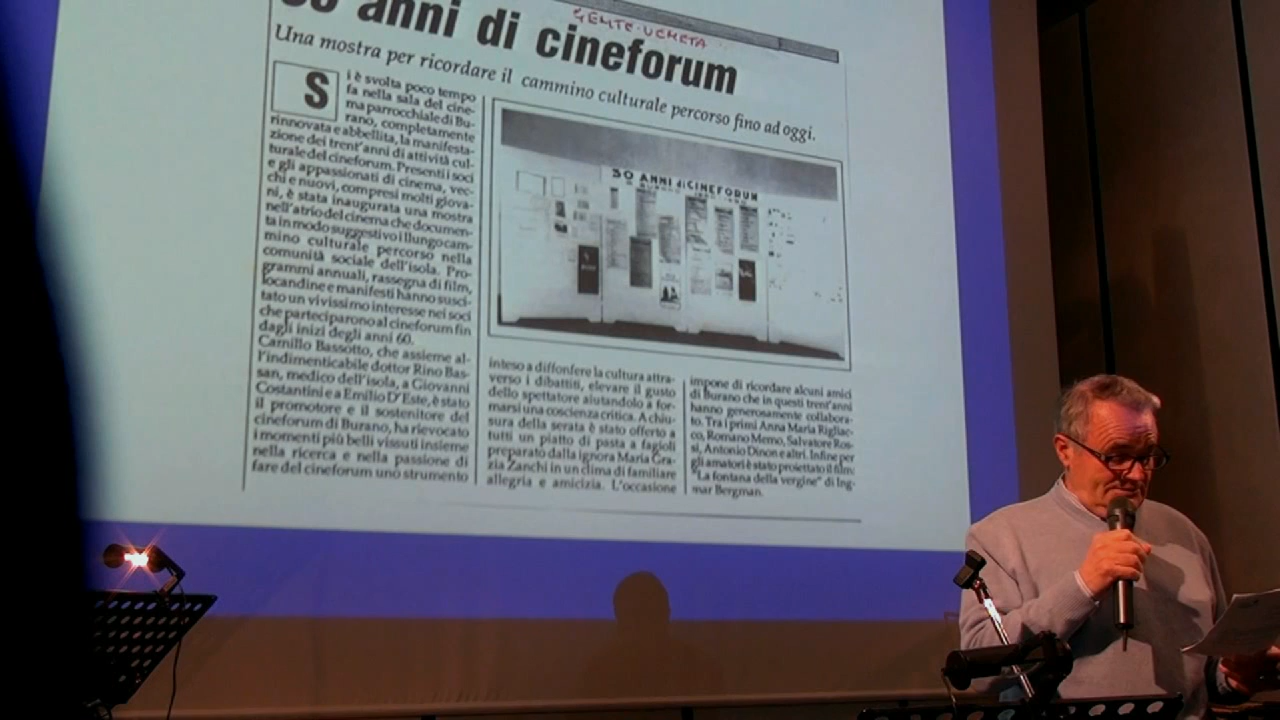 30 anni di cineforum
GENTE VENETA
Una mostra per ricordare il cammino culturale percorso fino ad oggi.
Si è svolta poco tempo
fa nella sala del cine-
ma parrocchiale di Bu-
rano, completamente
rinnovata e abbellita, la manifesta-
zione dei trent'anni di attività cul-
turale del cineforum. Presenti i soci
e gli appassionati di cinema, vec-
chi e nuovi, compresi molti giova-
ni, è stata inaugurata una mostra
nell'atrio del cinema che documen-
ta in modo suggestivo il lungo cam-
mino culturale percorso nella
comunità sociale dell'isola. Pro-
grammi annuali, rassegna di film,
locandine e manifesti hanno susci-
tato un vivissimo interesse nei soci
che parteciparono al cineforum fin
dagli inizi degli anni 60.
Camillo Bassotto, che assieme al-
l'indimenticabile dottor Rino Bas-
san, medico dell'isola, a Giovanni
Costantini e a Emilio D'Este, è stato
il promotore e il sostenitore del
cineforum di Burano, ha rievocato
i momenti più belli vissuti insieme
nella ricerca e nella passione di
fare del cineforum uno strumento
30 ANNI di CINEFORUM
inteso a diffonfere la cultura attra-
verso i dibattiti, elevare il gusto
dello spettatore aiutandolo a for-
marsi una coscienza critica. A chiu-
sura della serata è stato offerto a
tutti un piatto di pasta a fagioli
preparato dalla ignora Maria Gra-
zia Zanchi in un clima di familiare
allegria e amicizia. L'occasione
impone di ricordare alcuni amici
di Burano che in questi trent'anni
hanno generosamente collabora-
to. Tra i primi Anna Maria Rigliac-
co, Romano Memo, Salvatore Ros-
si, Antonio Dinon e altri. Infine per
gli amatori è stato proiettato il film:
"La fontana della vergine" di Ing-
mar Bergman.